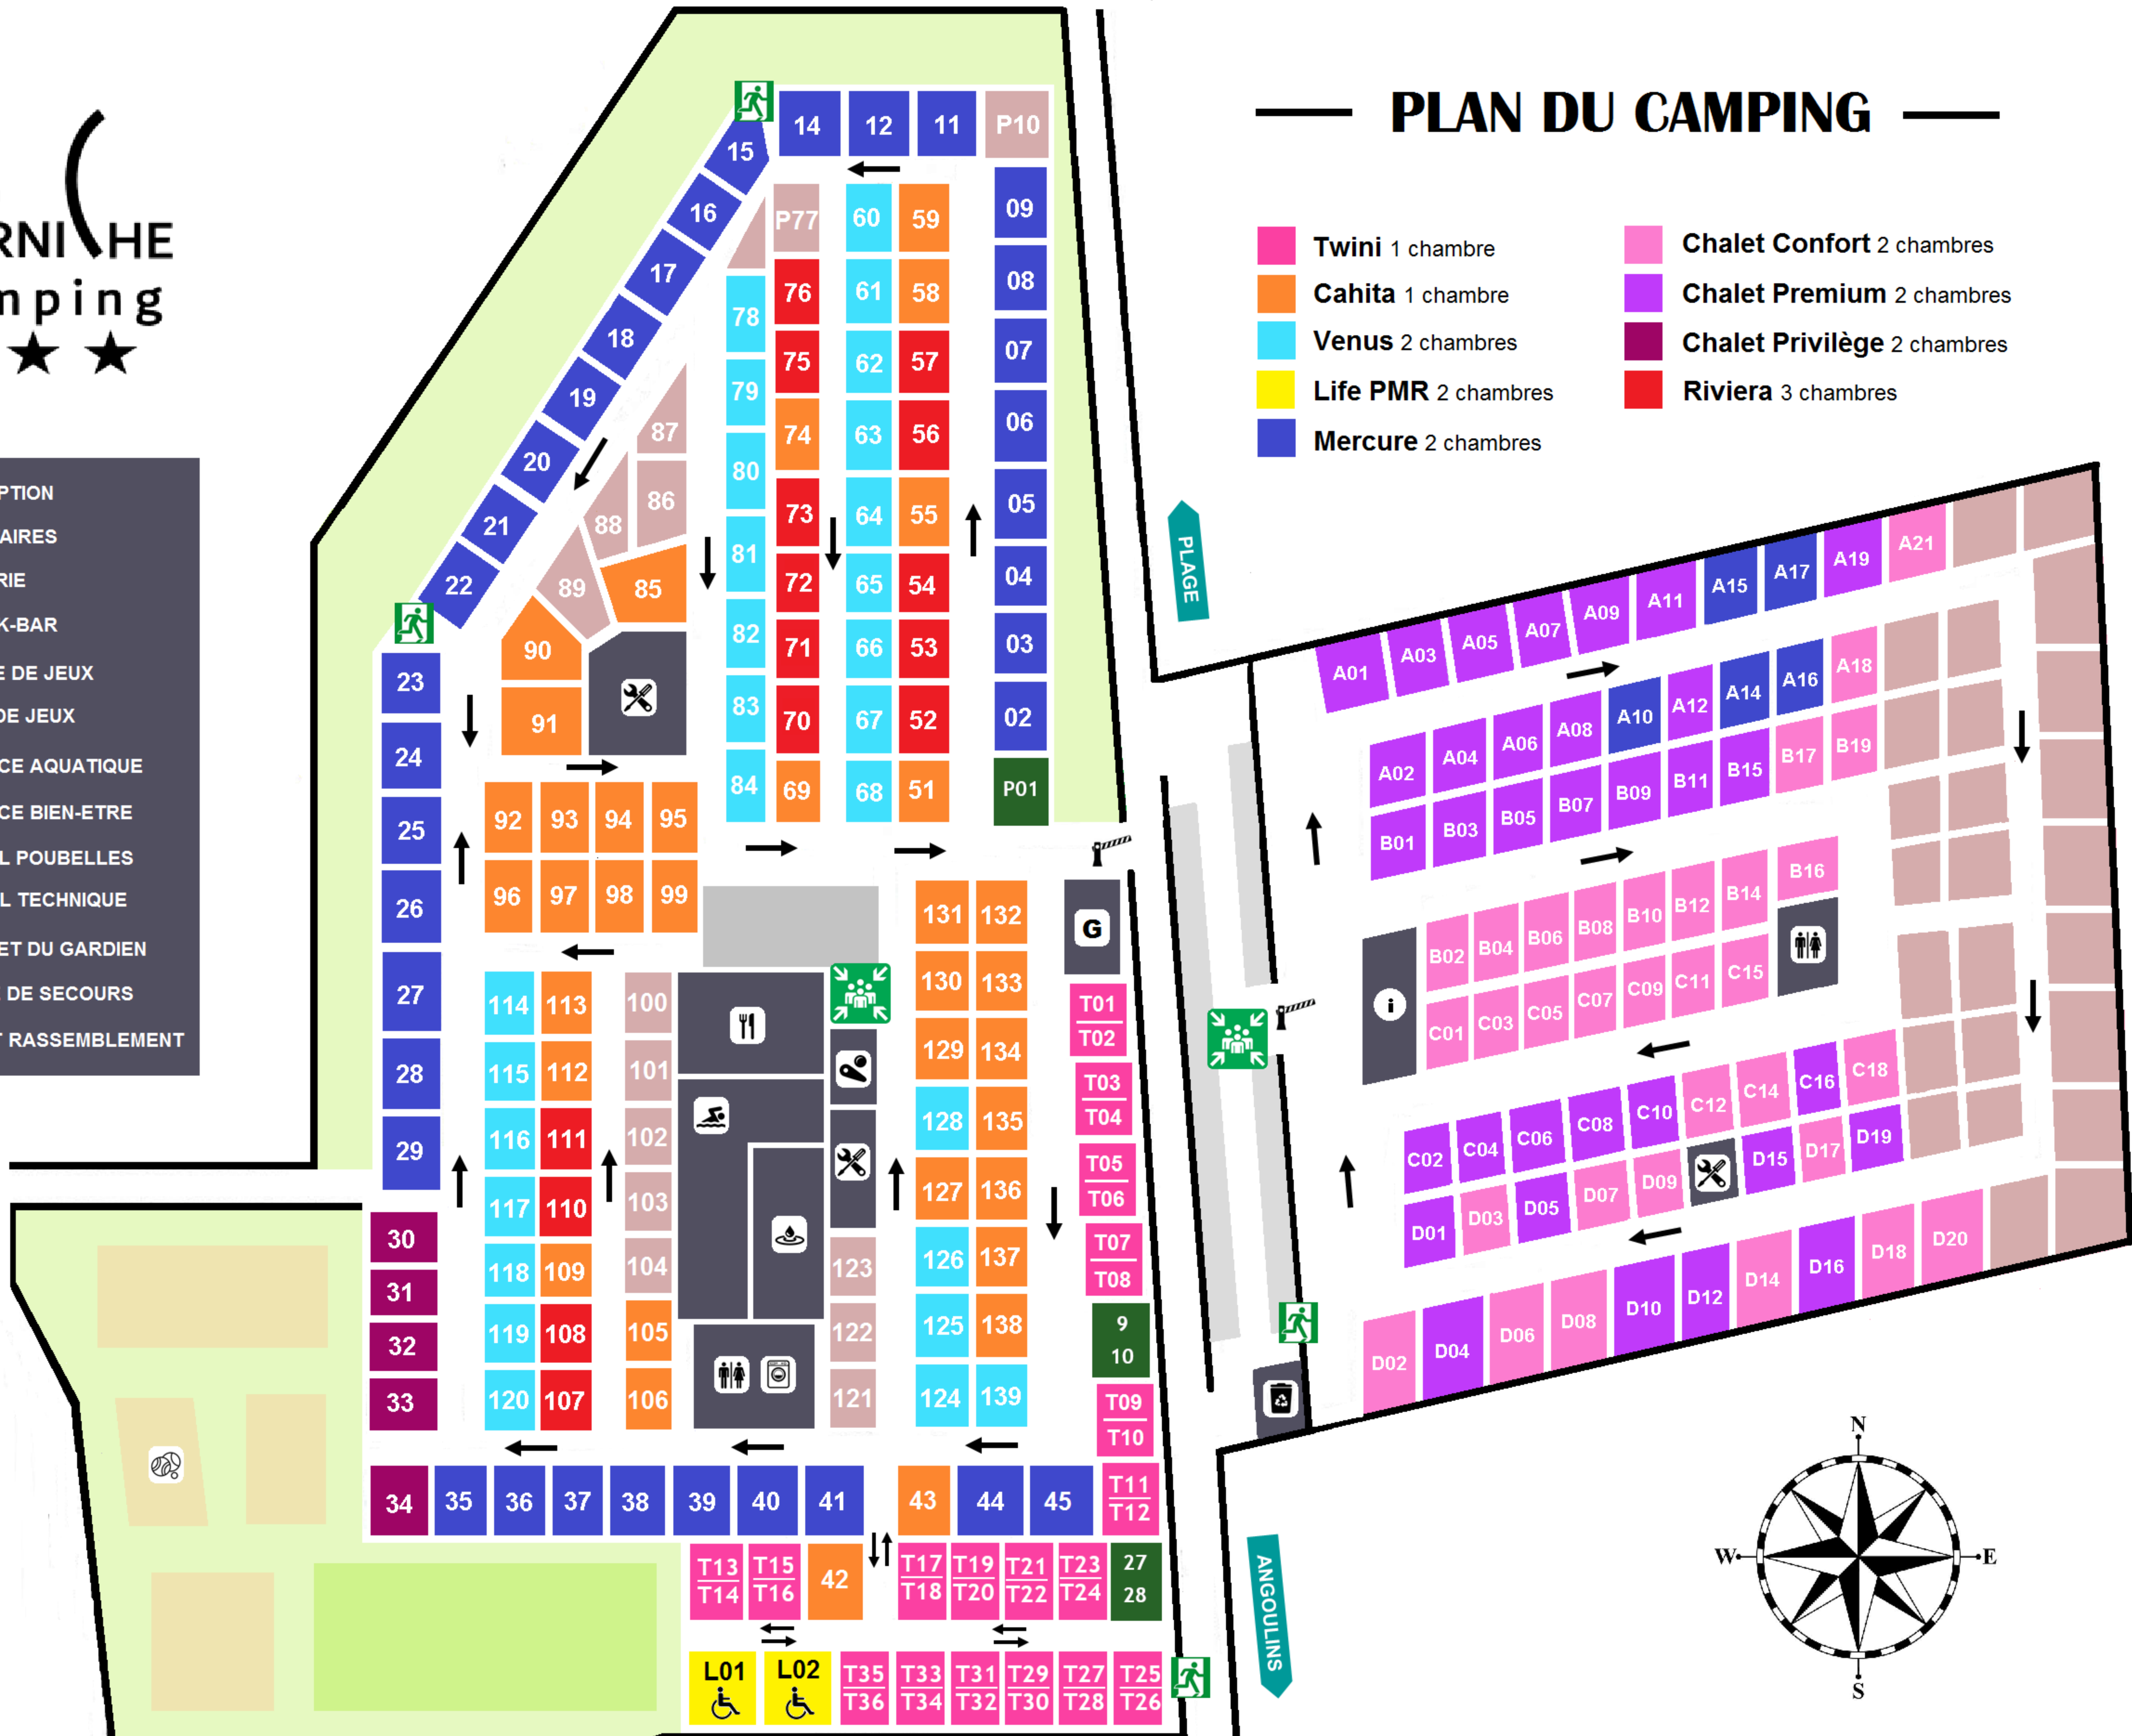 PLAN DU CAMPING
RNI HE
mping
Twini 1 chambre
Cahita 1 chambre
Venus 2 chambres
Life PMR 2 chambres
Mercure 2 chambres
Chalet Confort 2 chambres
Chalet Premium 2 chambres
Chalet Privilège 2 chambres
Riviera 3 chambres
PTION
AIRES
RIE
K-BAR
E DE JEUX
DE JEUX
CE AQUATIQUE
CE BIEN-ETRE
L POUBELLES
L TECHNIQUE
ET DU GARDIEN
E DE SECOURS
T RASSEMBLEMENT
14 12 11 P10
15
16
17
18
19
20
21
22
23
24
25
26
27
28
29
30
31
32
33
P77
76
75
74
73
72
71
70
69
78
79
80
81
82
83
84
60
61
62
63
64
65
66
67
68
59
58
57
56
55
54
53
52
51
09
08
07
06
05
04
03
02
P01
87
86
88
89
85
90
91
92 93 94 95
96 97 98 99
114 113
115 112
116 111
117 110
118 109
119 108
120 107
100
101
102
103
104
105
106
123
122
121
131 132
130 133
129 134
128 135
127 136
126 137
125 138
124 139
G
T01
T02
T03
T04
T05
T06
T07
T08
9
10
T09
T10
T11
T12
34 35 36 37 38 39 40 41 43 44 45
T13 T15 42 T17 T19 T21 T23 27
T14 T16 T18 T20 T22 T24 28
L01 L02 T35 T33 T31 T29 T27 T25
T36 T34 T32 T30 T28 T26
PLAGE
ANGOULINS
A01 A03 A05 A07 A09 A11 A15 A17 A19 A21
A02 A04 A06 A08 A10 A12 A14 A16 A18
B01 B03 B05 B07 B09 B11 B15 B17 B19
B02 B04 B06 B08 B10 B12 B14 B16
i
C01 C03 C05 C07 C09 C11 C15
C02 C04 C06 C08 C10 C12 C14 C16 C18
D01 D03 D05 D07 D09 D15 D17 D19
D02 D04 D06 D08 D10 D12 D14 D16 D18 D20
N
W E
S